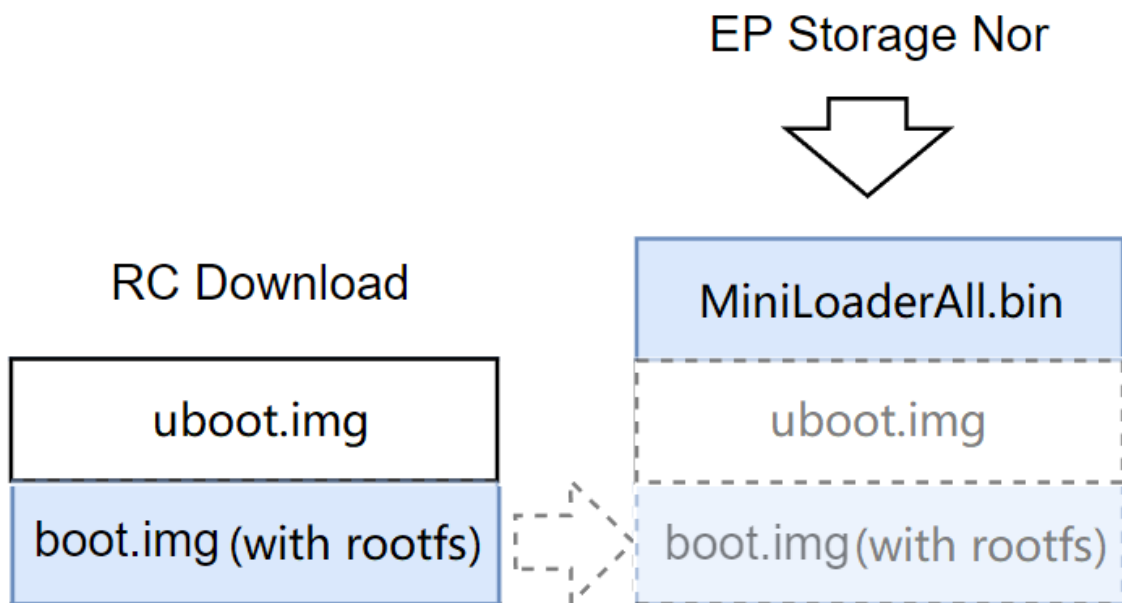 EP Storage Nor
RC Download
MiniLoaderAll.bin
uboot.img
uboot.img
boot.img (with rootfs)
boot.img (with rootfs)